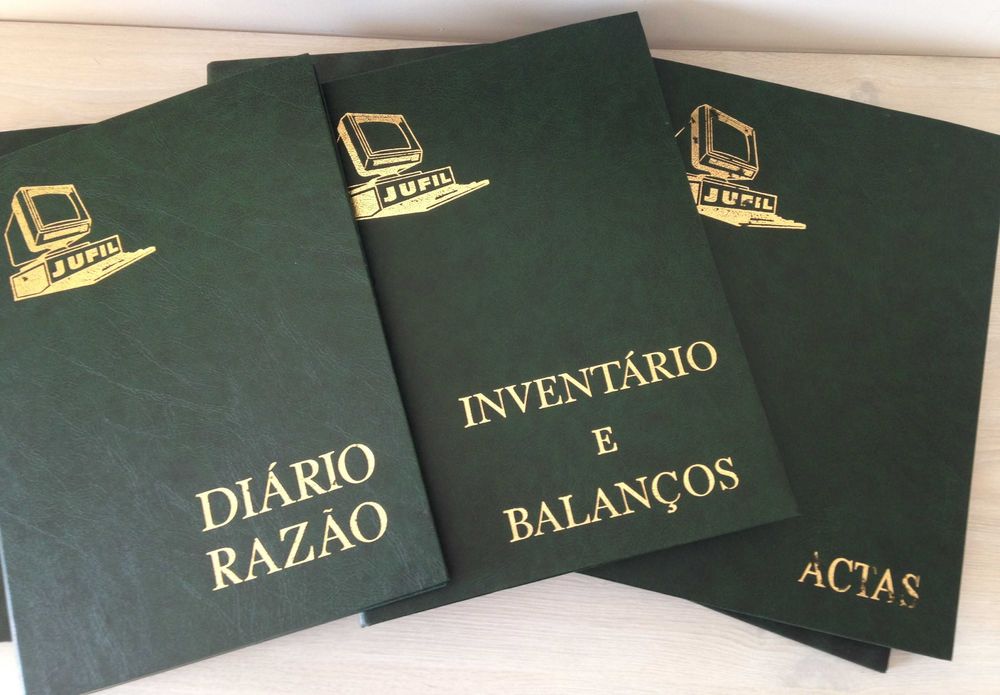 JUFIL
DIÁRIO
RAZÃO
JUFIL
INVENTÁRIO
E
BALANÇOS
JUFIL
ACTAS